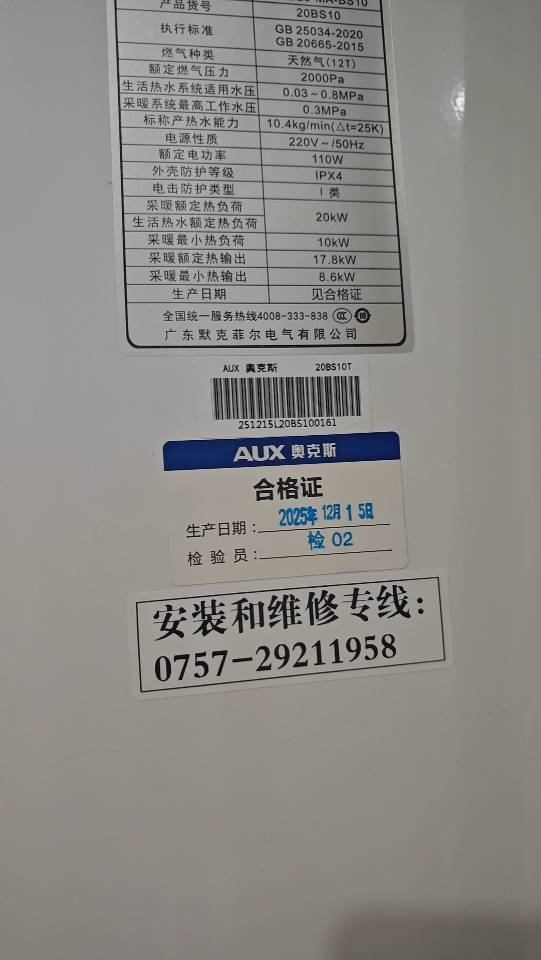 产品货号 20BS10
执行标准 GB 25034-2020
GB 20665-2015
燃气种类 天然气(12T)
额定燃气压力 2000Pa
生活热水系统适用水压 0.03～0.8MPa
采暖系统最高工作水压 0.3MPa
标称产热水能力 10.4kg/min(△t=25K)
电源性质 220V～/50Hz
额定电功率 110W
外壳防护等级 IPX4
电击防护类型 I 类
采暖额定热负荷 20kW
生活热水额定热负荷
采暖最小热负荷 10kW
采暖额定热输出 17.8kW
采暖最小热输出 8.6kW
生产日期 见合格证
全国统一服务热线4008-333-838
广东默克菲尔电气有限公司
AUX 奥克斯 20BS10T
251215L20BS100161
AUX 奥克斯
合格证
生产日期：2025年 12月 1 5日
检 验 员：检 02
安装和维修专线：
0757-29211958